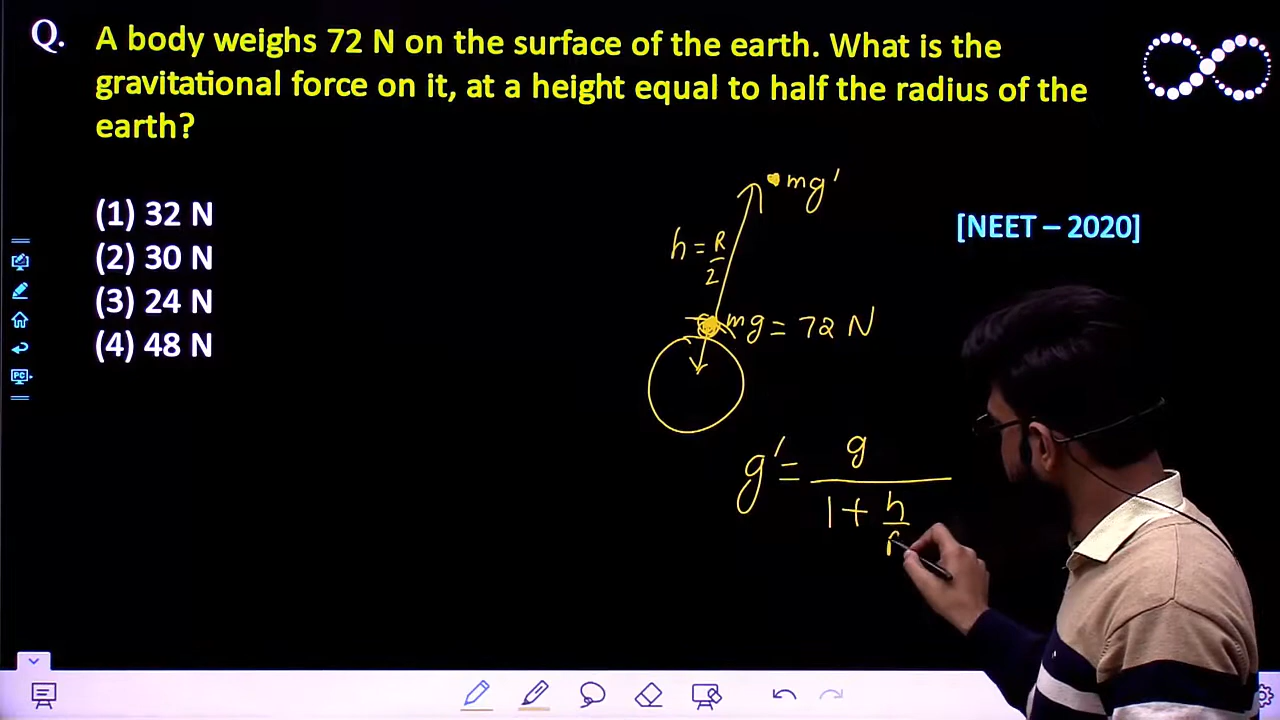 Q. A body weighs 72 N on the surface of the earth. What is the
gravitational force on it, at a height equal to half the radius of the
earth?
(1) 32 N
(2) 30 N
(3) 24 N
(4) 48 N
[NEET – 2020]
mg'
h = R/2
mg = 72 N
g' = g
1 + h
PC